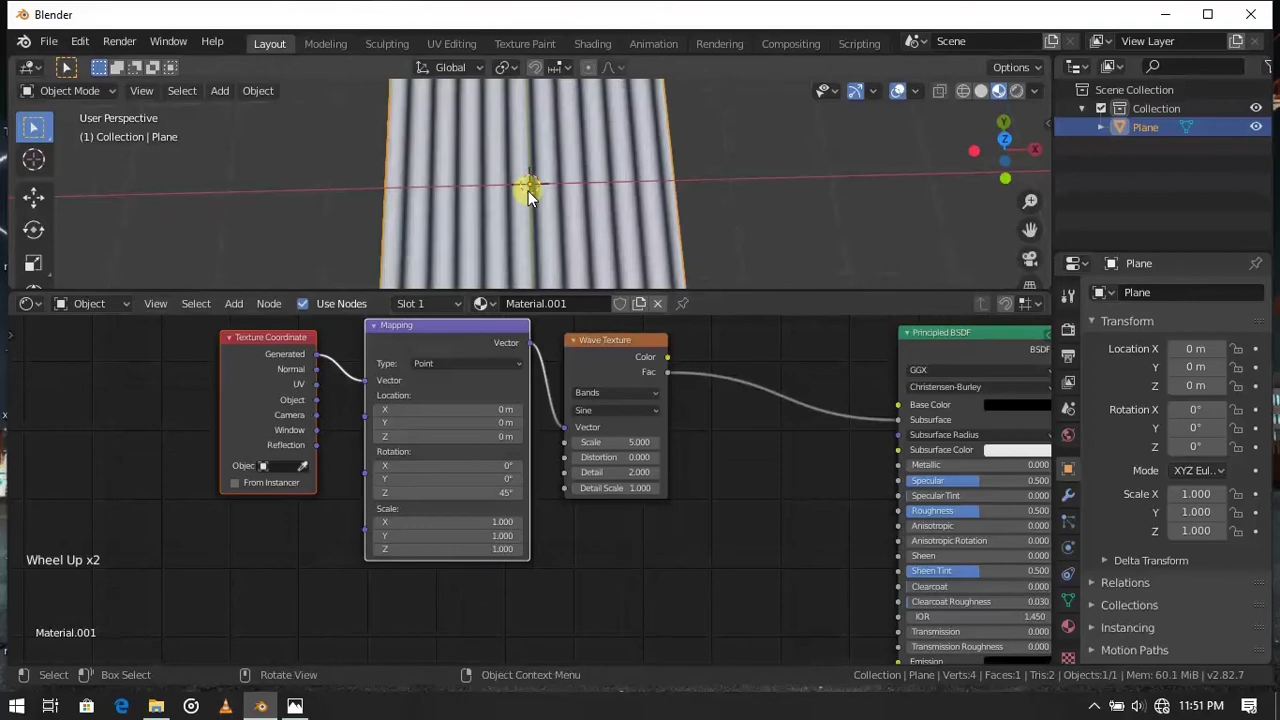 Blender
File Edit Render Window Help
Layout Modeling Sculpting UV Editing Texture Paint Shading Animation Rendering Compositing Scripting
Scene
View Layer
Global
Options
Object Mode View Select Add Object
User Perspective
(1) Collection | Plane
Y
Z
X
Scene Collection
Collection
Plane
Object View Select Add Node Use Nodes Slot 1 Material.001
Texture Coordinate
Generated
Normal
UV
Object
Camera
Window
Reflection
Objec
From Instancer
Mapping
Vector
Type: Point
Vector
Location:
X 0 m
Y 0 m
Z 0 m
Rotation:
X 0°
Y 0°
Z 45°
Scale:
X 1.000
Y 1.000
Z 1.000
Wave Texture
Color
Fac
Bands
Sine
Vector
Scale 5.000
Distortion 0.000
Detail 2.000
Detail Scale 1.000
Principled BSDF
BSDF
GGX
Christensen-Burley
Base Color
Subsurface
Subsurface Radius
Subsurface Color
Metallic 0.000
Specular 0.500
Specular Tint 0.000
Roughness 0.500
Anisotropic 0.000
Anisotropic Rotation 0.000
Sheen 0.000
Sheen Tint 0.500
Clearcoat 0.000
Clearcoat Roughness 0.030
IOR 1.450
Transmission 0.000
Transmission Roughness 0.000
Emission
Wheel Up x2
Material.001
Plane
Plane
Transform
Location X 0 m
Y 0 m
Z 0 m
Rotation X 0°
Y 0°
Z 0°
Mode XYZ Eul..
Scale X 1.000
Y 1.000
Z 1.000
Delta Transform
Relations
Collections
Instancing
Motion Paths
Select Box Select Rotate View Object Context Menu
Collection | Plane | Verts:4 | Faces:1 | Tris:2 | Objects:1/1 | Mem: 60.1 MiB | v2.82.7
11:51 PM